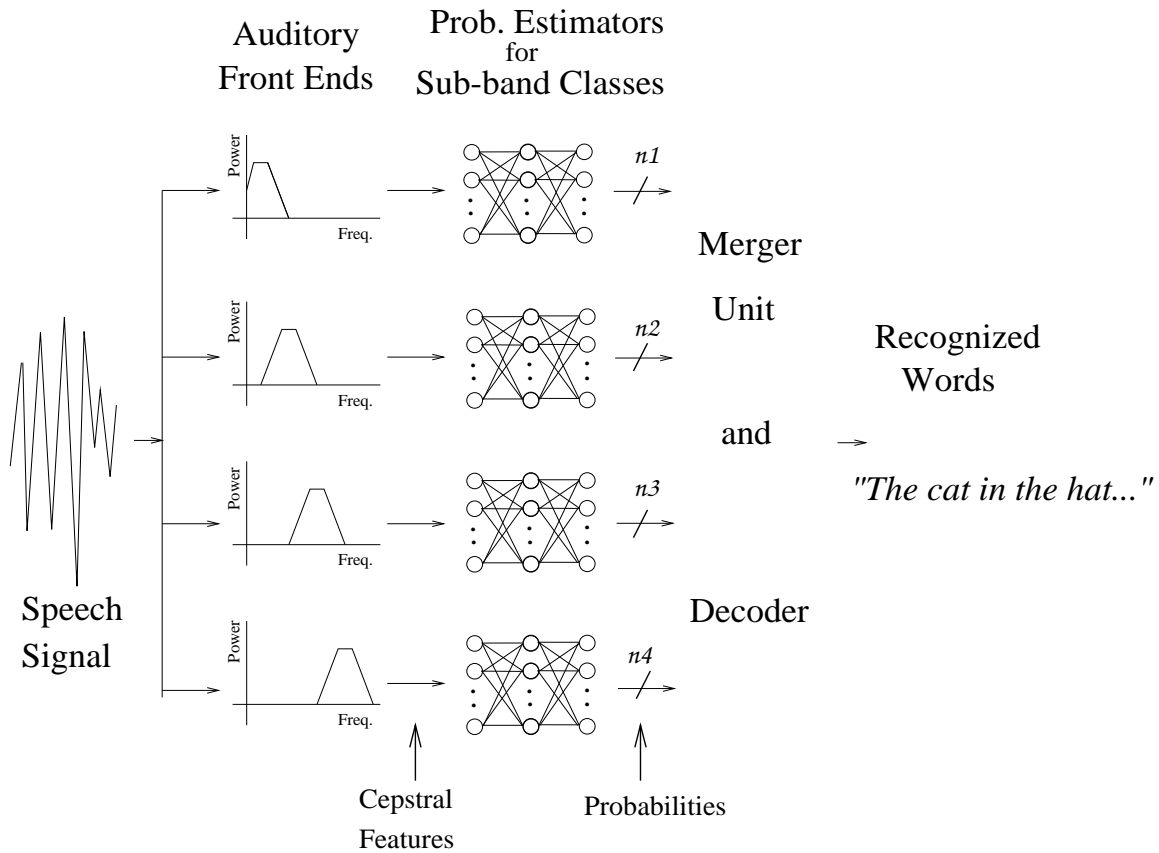 Auditory
Front Ends
Prob. Estimators
for
Sub-band Classes
Power
Freq.
n1
Merger
Power
Freq.
n2
Unit
Recognized
Words
and
"The cat in the hat..."
Power
Freq.
n3
Speech
Signal
Decoder
Power
Freq.
n4
Cepstral
Features
Probabilities